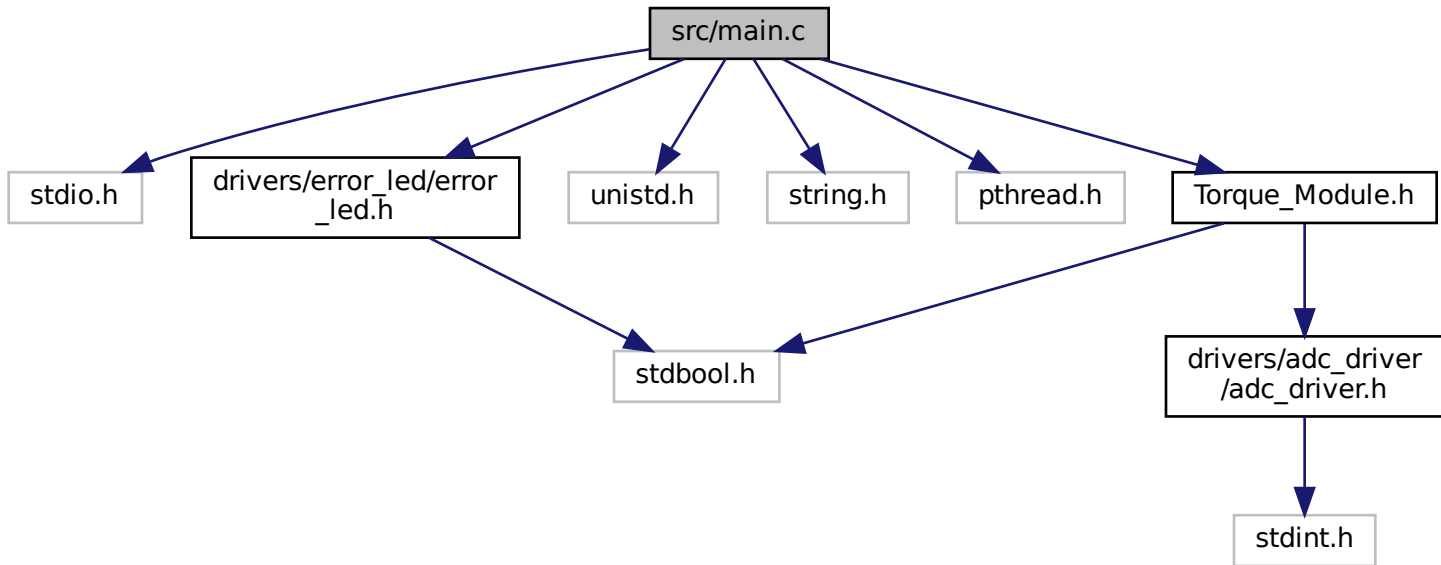 src/main.c
stdio.h
drivers/error_led/error
_led.h
unistd.h
string.h
pthread.h
Torque_Module.h
stdbool.h
drivers/adc_driver
/adc_driver.h
stdint.h